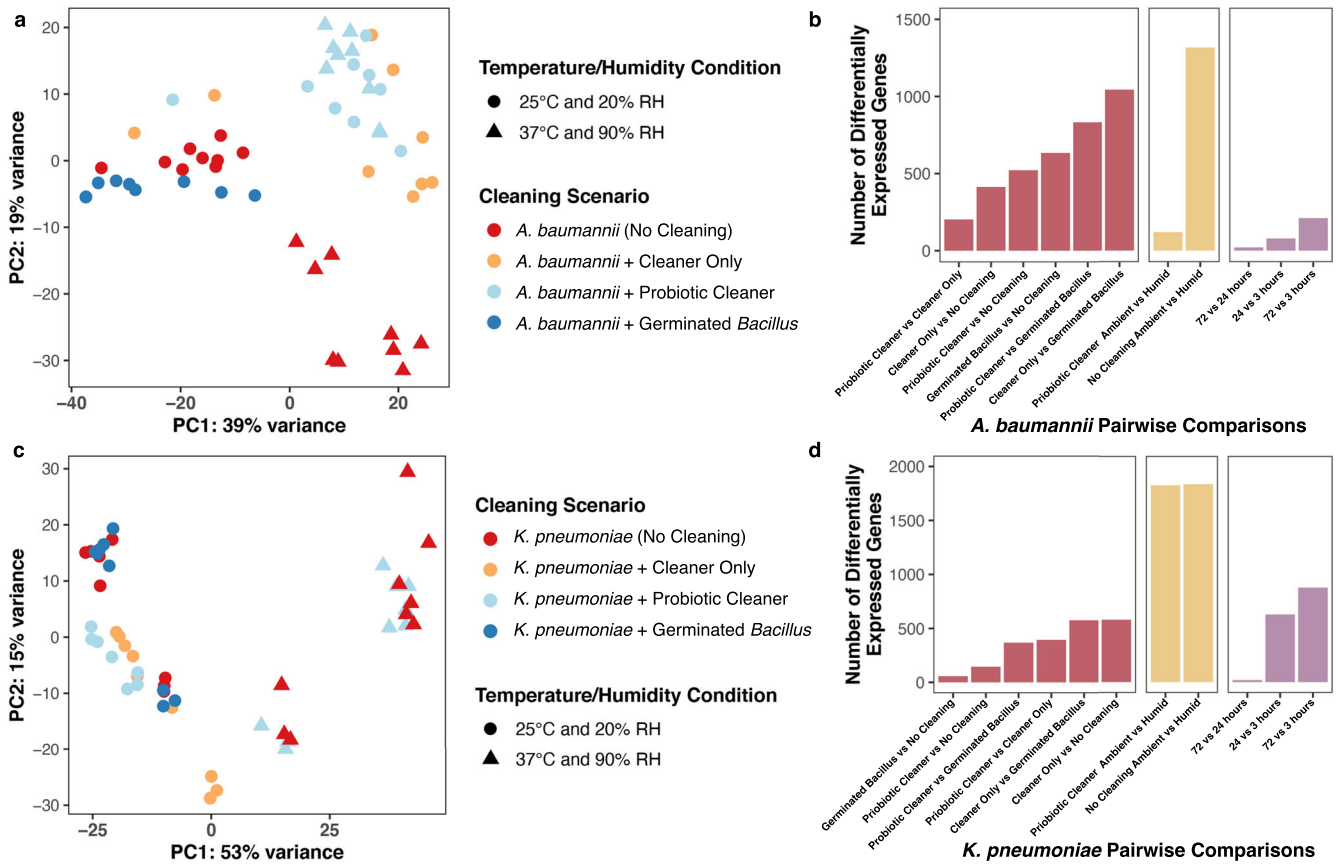 a
PC2: 19% variance
20
10
0
−10
−20
−30
−40
−20
0
20
PC1: 39% variance
Temperature/Humidity Condition
25°C and 20% RH
37°C and 90% RH
Cleaning Scenario
A. baumannii (No Cleaning)
A. baumannii + Cleaner Only
A. baumannii + Probiotic Cleaner
A. baumannii + Germinated Bacillus
b
Number of Differentially
Expressed Genes
1500
1000
500
0
Priobiotic Cleaner vs Cleaner Only
Cleaner Only vs No Cleaning
Priobiotic Cleaner vs No Cleaning
Germinated Bacillus vs No Cleaning
Probiotic Cleaner vs Germinated Bacillus
Cleaner Only vs Germinated Bacillus
Priobiotic Cleaner Ambient vs Humid
No Cleaning Ambient vs Humid
72 vs 24 hours
24 vs 3 hours
72 vs 3 hours
A. baumannii Pairwise Comparisons
c
PC2: 15% variance
30
20
10
0
−10
−20
−30
−25
0
25
PC1: 53% variance
Cleaning Scenario
K. pneumoniae (No Cleaning)
K. pneumoniae + Cleaner Only
K. pneumoniae + Probiotic Cleaner
K. pneumoniae + Germinated Bacillus
Temperature/Humidity Condition
25°C and 20% RH
37°C and 90% RH
d
Number of Differentially
Expressed Genes
2000
1500
1000
500
0
Germinated Bacillus vs No Cleaning
Priobiotic Cleaner vs No Cleaning
Probiotic Cleaner vs Germinated Bacillus
Priobiotic Cleaner vs Cleaner Only
Cleaner Only vs Germinated Bacillus
Cleaner Only vs No Cleaning
Priobiotic Cleaner Ambient vs Humid
No Cleaning Ambient vs Humid
72 vs 24 hours
24 vs 3 hours
72 vs 3 hours
K. pneumoniae Pairwise Comparisons